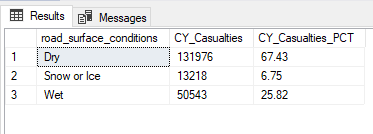 Results Messages
road_surface_conditions CY_Casualties CY_Casualties_PCT
1 Dry 131976 67.43
2 Snow or Ice 13218 6.75
3 Wet 50543 25.82